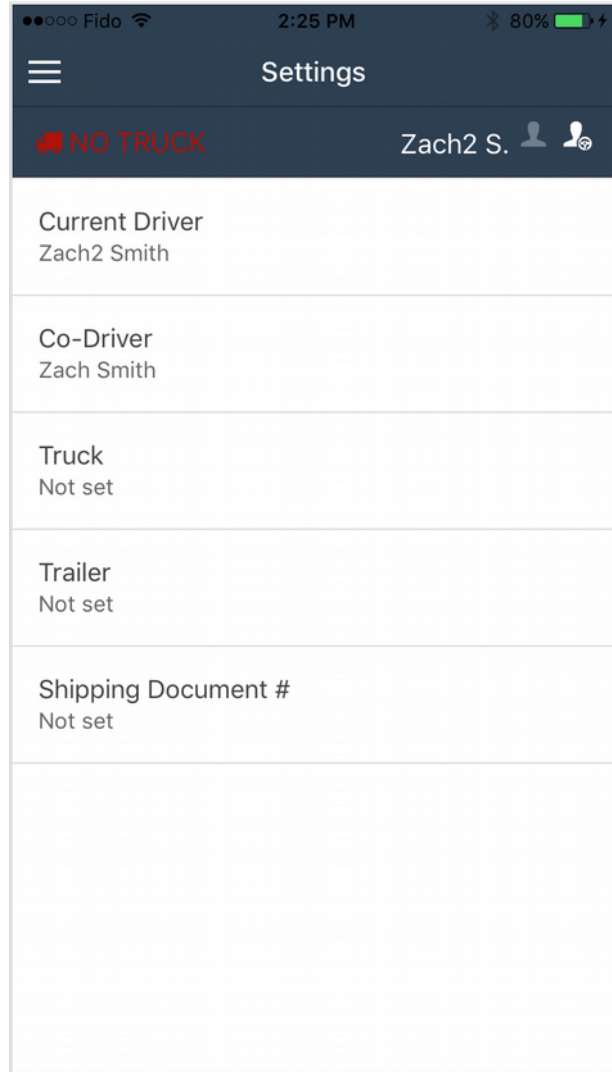 Fido 2:25 PM 80%
Settings
NO TRUCK Zach2 S.
Current Driver
Zach2 Smith
Co-Driver
Zach Smith
Truck
Not set
Trailer
Not set
Shipping Document #
Not set